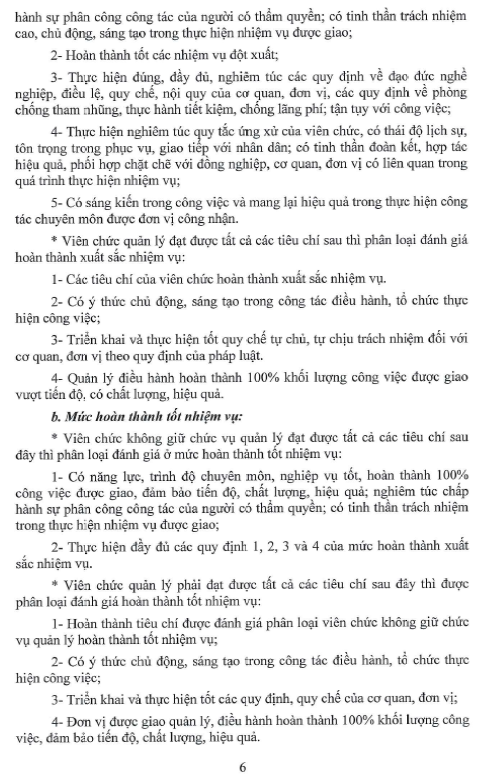 hành sự phân công công tác của người có thẩm quyền; có tinh thần trách nhiệm
cao, chủ động, sáng tạo trong thực hiện nhiệm vụ được giao;
2- Hoàn thành tốt các nhiệm vụ đột xuất;
3- Thực hiện đúng, đầy đủ, nghiêm túc các quy định về đạo đức nghề
nghiệp, điều lệ, quy chế, nội quy của cơ quan, đơn vị, các quy định về phòng
chống tham nhũng, thực hành tiết kiệm, chống lãng phí; tận tụy với công việc;
4- Thực hiện nghiêm túc quy tắc ứng xử của viên chức, có thái độ lịch sự,
tôn trọng trong phục vụ, giao tiếp với nhân dân; có tinh thần đoàn kết, hợp tác
hiệu quả, phối hợp chặt chẽ với đồng nghiệp, cơ quan, đơn vị có liên quan trong
quá trình thực hiện nhiệm vụ;
5- Có sáng kiến trong công việc và mang lại hiệu quả trong thực hiện công
tác chuyên môn được đơn vị công nhận.
* Viên chức quản lý đạt được tất cả các tiêu chí sau thì phân loại đánh giá
hoàn thành xuất sắc nhiệm vụ:
1- Các tiêu chí của viên chức hoàn thành xuất sắc nhiệm vụ.
2- Có ý thức chủ động, sáng tạo trong công tác điều hành, tổ chức thực
hiện công việc;
3- Triển khai và thực hiện tốt quy chế tự chủ, tự chịu trách nhiệm đối với
cơ quan, đơn vị theo quy định của pháp luật.
4- Quản lý điều hành hoàn thành 100% khối lượng công việc được giao
vượt tiến độ, có chất lượng, hiệu quả.
b. Mức hoàn thành tốt nhiệm vụ:
* Viên chức không giữ chức vụ quản lý đạt được tất cả các tiêu chí sau
đây thì phân loại đánh giá ở mức hoàn thành tốt nhiệm vụ:
1- Có năng lực, trình độ chuyên môn, nghiệp vụ tốt, hoàn thành 100%
công việc được giao, đảm bảo tiến độ, chất lượng, hiệu quả; nghiêm túc chấp
hành sự phân công công tác của người có thẩm quyền; có tinh thần trách nhiệm
trong thực hiện nhiệm vụ được giao;
2- Thực hiện đầy đủ các quy định 1, 2, 3 và 4 của mức hoàn thành xuất
sắc nhiệm vụ.
* Viên chức quản lý phải đạt được tất cả các tiêu chí sau đây thì được
phân loại đánh giá hoàn thành tốt nhiệm vụ:
1- Hoàn thành tiêu chí được đánh giá phân loại viên chức không giữ chức
vụ quản lý hoàn thành tốt nhiệm vụ;
2- Có ý thức chủ động, sáng tạo trong công tác điều hành, tổ chức thực
hiện công việc;
3- Triển khai và thực hiện tốt các quy định, quy chế của cơ quan, đơn vị;
4- Đơn vị được giao quản lý, điều hành hoàn thành 100% khối lượng công
việc, đảm bảo tiến độ, chất lượng, hiệu quả.
6